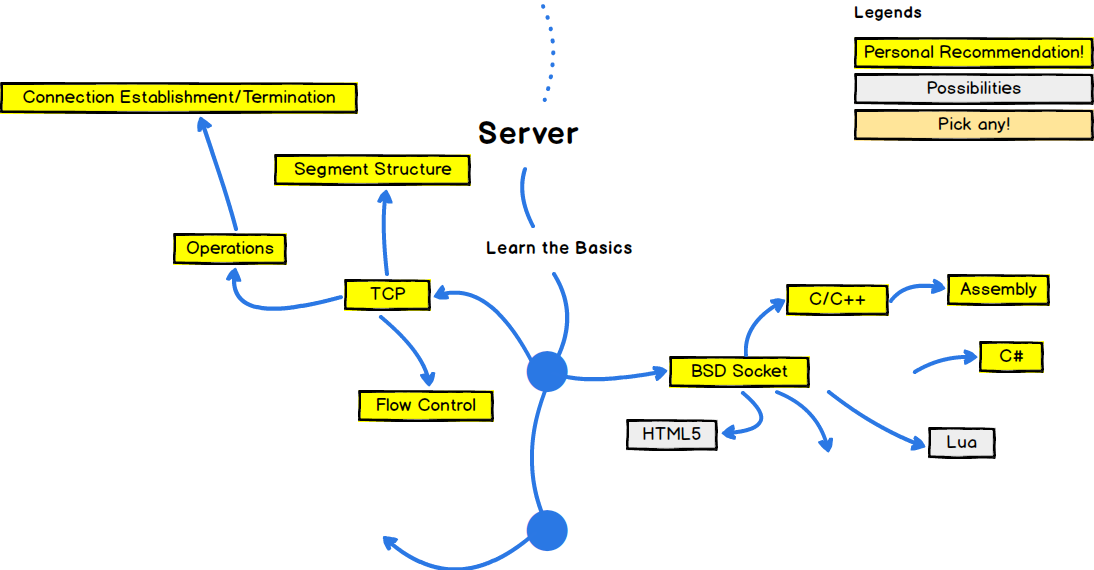 Legends
Personal Recommendation!
Possibilities
Pick any!
Server
Connection Establishment/Termination
Segment Structure
Operations
Learn the Basics
TCP
C/C++
Assembly
C#
BSD Socket
Flow Control
HTML5
Lua